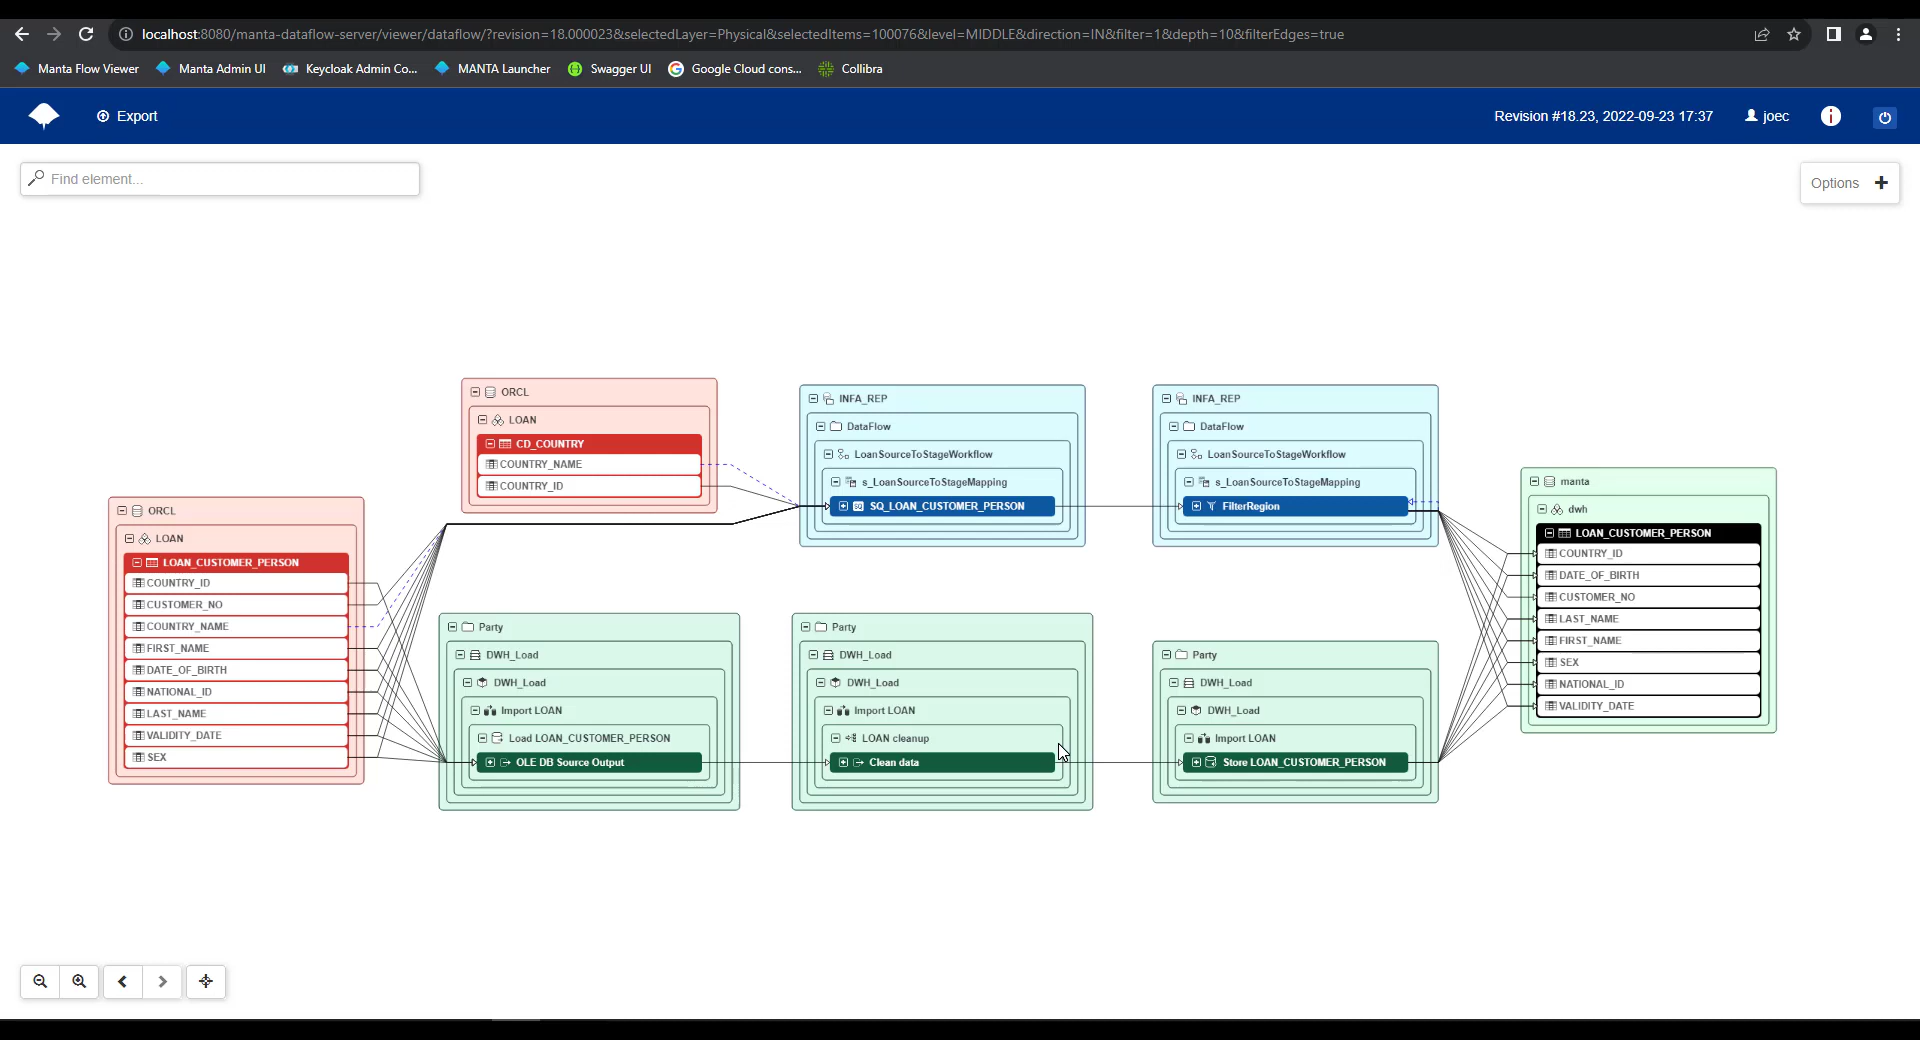 localhost:8080/manta-dataflow-server/viewer/dataflow/?revision=18.000023&selectedLayer=Physical&selectedItems=100076&level=MIDDLE&direction=IN&filter=1&depth=10&filterEdges=true
Manta Flow Viewer
Manta Admin UI
Keycloak Admin Co...
MANTA Launcher
Swagger UI
Google Cloud cons...
Collibra
Export
Revision #18.23, 2022-09-23 17:37
joec
Find element...
Options
ORCL
LOAN
LOAN_CUSTOMER_PERSON
COUNTRY_ID
CUSTOMER_NO
COUNTRY_NAME
FIRST_NAME
DATE_OF_BIRTH
NATIONAL_ID
LAST_NAME
VALIDITY_DATE
SEX
ORCL
LOAN
CD_COUNTRY
COUNTRY_NAME
COUNTRY_ID
INFA_REP
DataFlow
LoanSourceToStageWorkflow
s_LoanSourceToStageMapping
SQ
SQ_LOAN_CUSTOMER_PERSON
INFA_REP
DataFlow
LoanSourceToStageWorkflow
s_LoanSourceToStageMapping
FilterRegion
Party
DWH_Load
DWH_Load
Import LOAN
Load LOAN_CUSTOMER_PERSON
OLE DB Source Output
Party
DWH_Load
DWH_Load
Import LOAN
LOAN cleanup
Clean data
Party
DWH_Load
DWH_Load
Import LOAN
Store LOAN_CUSTOMER_PERSON
manta
dwh
LOAN_CUSTOMER_PERSON
COUNTRY_ID
DATE_OF_BIRTH
CUSTOMER_NO
LAST_NAME
FIRST_NAME
SEX
NATIONAL_ID
VALIDITY_DATE